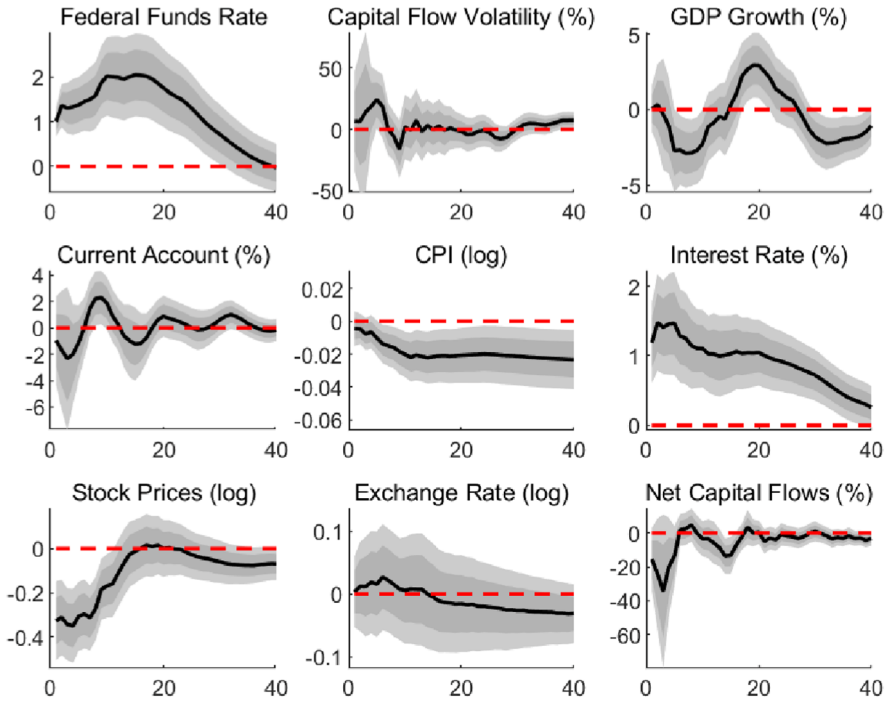 Federal Funds Rate
2
1
0
0 20 40
Capital Flow Volatility (%)
50
0
-50
0 20 40
GDP Growth (%)
5
0
-5
0 20 40
Current Account (%)
4
2
0
-2
-4
-6
0 20 40
CPI (log)
0.02
0
-0.02
-0.04
-0.06
0 20 40
Interest Rate (%)
2
1
0
0 20 40
Stock Prices (log)
0
-0.2
-0.4
0 20 40
Exchange Rate (log)
0.1
0
-0.1
0 20 40
Net Capital Flows (%)
0
-20
-40
-60
0 20 40